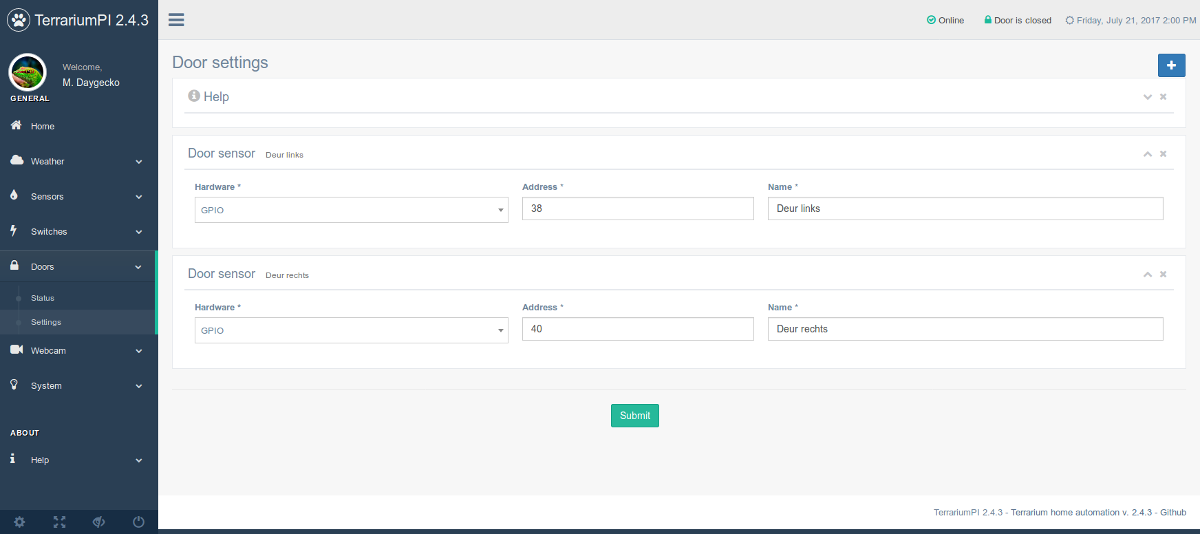 TerrariumPI 2.4.3
Online Door is closed Friday, July 21, 2017 2:00 PM
Welcome,
M. Daygecko
GENERAL
Home
Weather
Sensors
Switches
Doors
Status
Settings
Webcam
System
ABOUT
Help
Door settings
Help
Door sensor Deur links
Hardware * Address * Name *
GPIO 38 Deur links
Door sensor Deur rechts
Hardware * Address * Name *
GPIO 40 Deur rechts
Submit
TerrariumPI 2.4.3 - Terrarium home automation v. 2.4.3 - Github